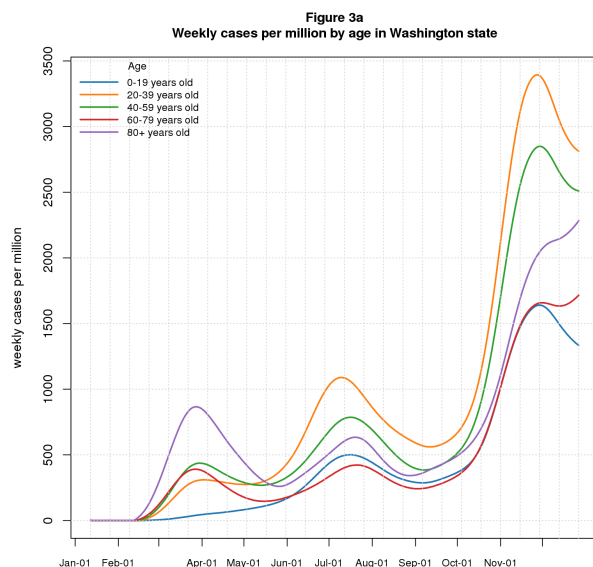 Figure 3a
Weekly cases per million by age in Washington state
Age
0-19 years old
20-39 years old
40-59 years old
60-79 years old
80+ years old
weekly cases per million
3500
3000
2500
2000
1500
1000
500
0
Jan-01 Feb-01 Apr-01 May-01 Jun-01 Jul-01 Aug-01 Sep-01 Oct-01 Nov-01